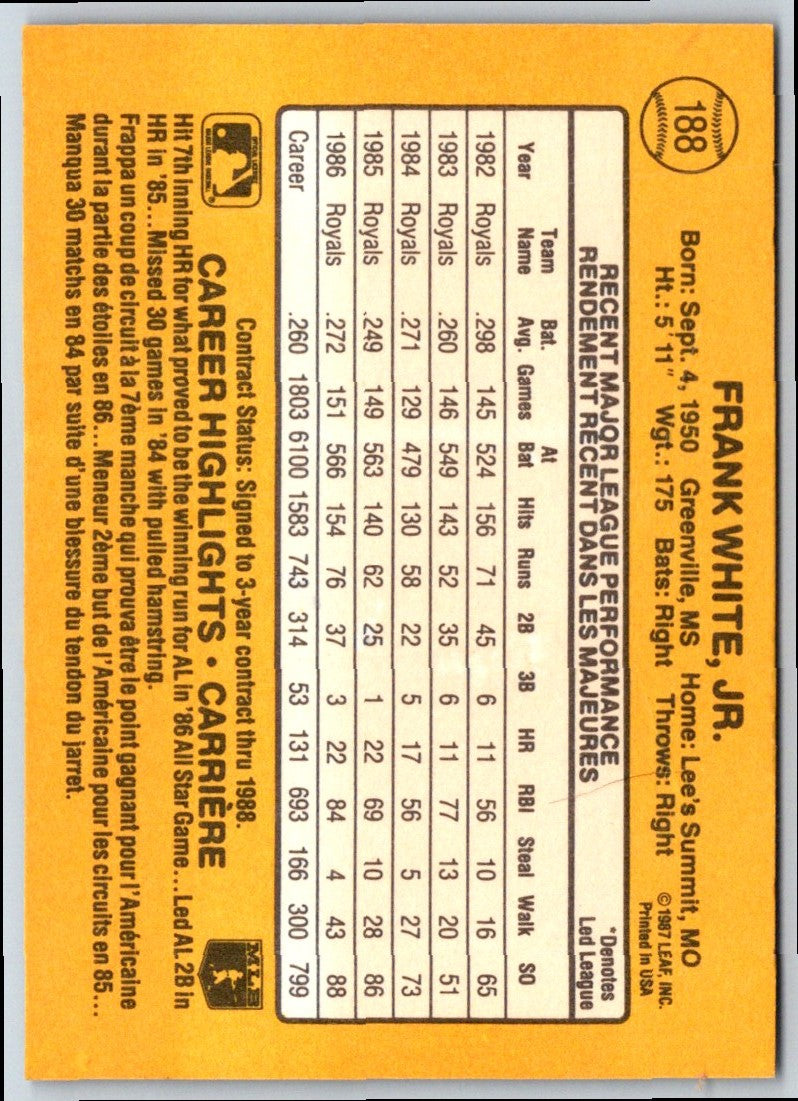 188
FRANK WHITE, JR.
Born: Sept. 4, 1950 Greenville, MS Home: Lee's Summit, MO
Ht.: 5'11" Wgt.: 175 Bats: Right Throws: Right
© 1987 LEAF, INC.
Printed in USA
RECENT MAJOR LEAGUE PERFORMANCE
RENDEMENT RÉCENT DANS LES MAJEURES
*Denotes
Led League
Year Team Name Bat. Avg. Games At Bat Hits Runs 2B 3B HR RBI Steal Walk SO
1982 Royals .298 145 524 156 71 45 6 11 56 10 16 65
1983 Royals .260 146 549 143 52 35 6 11 77 13 20 51
1984 Royals .271 129 479 130 58 22 5 17 56 5 27 73
1985 Royals .249 149 563 140 62 25 1 22 69 10 28 86
1986 Royals .272 151 566 154 76 37 3 22 84 4 43 88
Career .260 1803 6100 1583 743 314 53 131 693 166 300 799
Contract Status: Signed to 3-year contract thru 1988.
CAREER HIGHLIGHTS • CARRIÈRE
MLB
Hit 7th inning HR for what proved to be the winning run for AL in '86 All Star Game... Led AL 2B in
HR in '85... Missed 30 games in '84 with pulled hamstring.
Frappa un coup de circuit à la 7ème manche qui prouva être le point gagnant pour l'Américaine
durant la partie des étoiles en 86... Meneur 2ème but de l'Américaine pour les circuits en 85...
Manqua 30 matchs en 84 par suite d'une blessure du tendon du jarret.